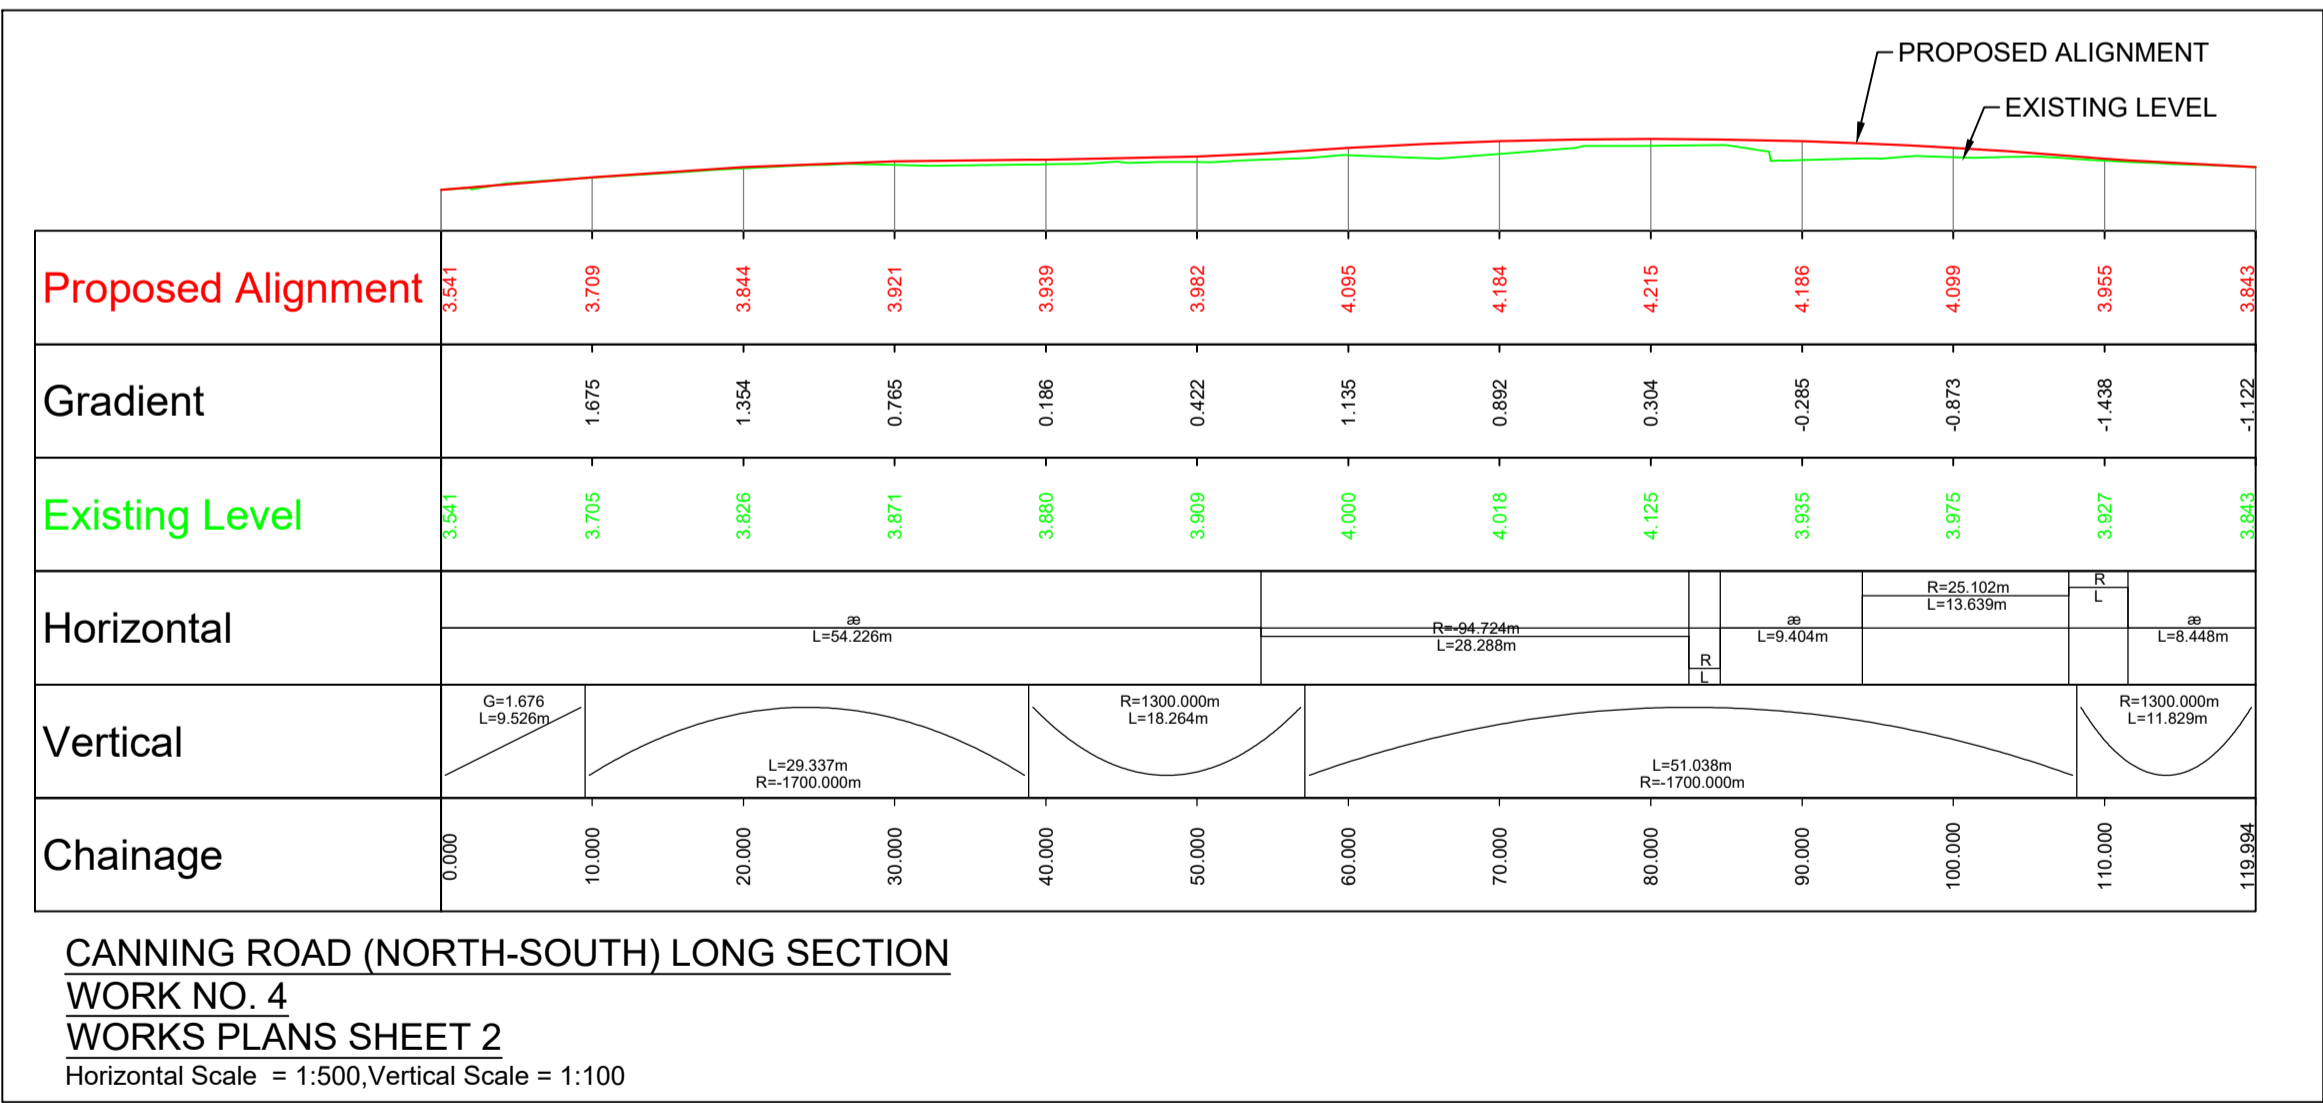 PROPOSED ALIGNMENT
EXISTING LEVEL
Proposed Alignment 3.541 3.709 3.844 3.921 3.939 3.982 4.095 4.184 4.215 4.186 4.099 3.955 3.843
Gradient 1.675 1.354 0.765 0.186 0.422 1.135 0.892 0.304 -0.285 -0.873 -1.438 -1.122
Existing Level 3.541 3.705 3.826 3.871 3.880 3.909 4.000 4.018 4.125 3.935 3.975 3.927 3.843
Horizontal
æ
L=54.226m
R=-94.724m
L=28.288m
R
L
æ
L=9.404m
R=25.102m
L=13.639m
R
L
æ
L=8.448m
Vertical
G=1.676
L=9.526m
L=29.337m
R=-1700.000m
R=1300.000m
L=18.264m
L=51.038m
R=-1700.000m
R=1300.000m
L=11.829m
Chainage 0.000 10.000 20.000 30.000 40.000 50.000 60.000 70.000 80.000 90.000 100.000 110.000 119.994
CANNING ROAD (NORTH-SOUTH) LONG SECTION
WORK NO. 4
WORKS PLANS SHEET 2
Horizontal Scale = 1:500,Vertical Scale = 1:100